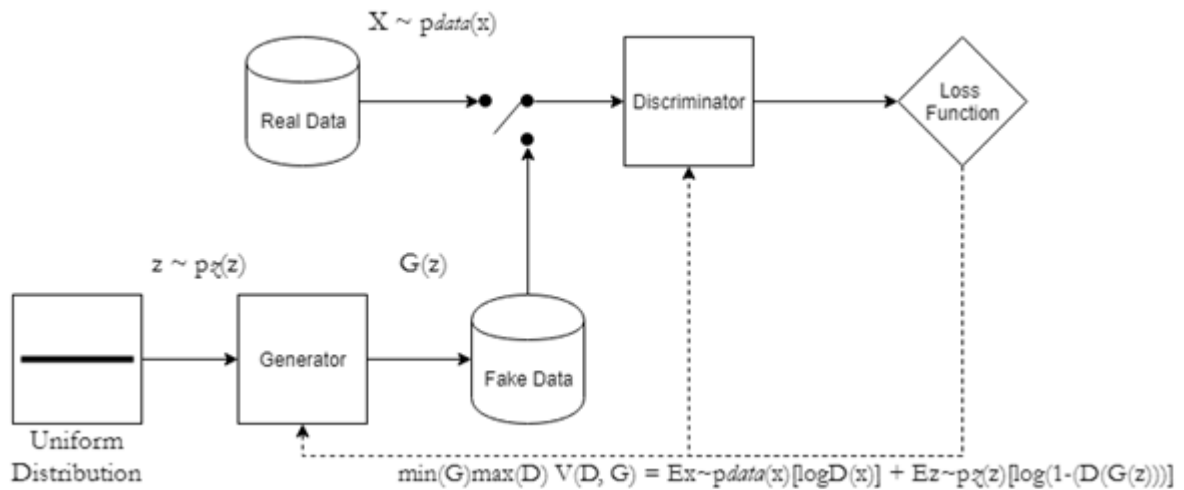 X ~ pdata(x)
Real Data
Discriminator
Loss
Function
z ~ pz(z)
G(z)
Generator
Fake Data
Uniform
Distribution
min(G)max(D) V(D, G) = Ex~pdata(x)[logD(x)] + Ez~pz(z)[log(1-(D(G(z)))]